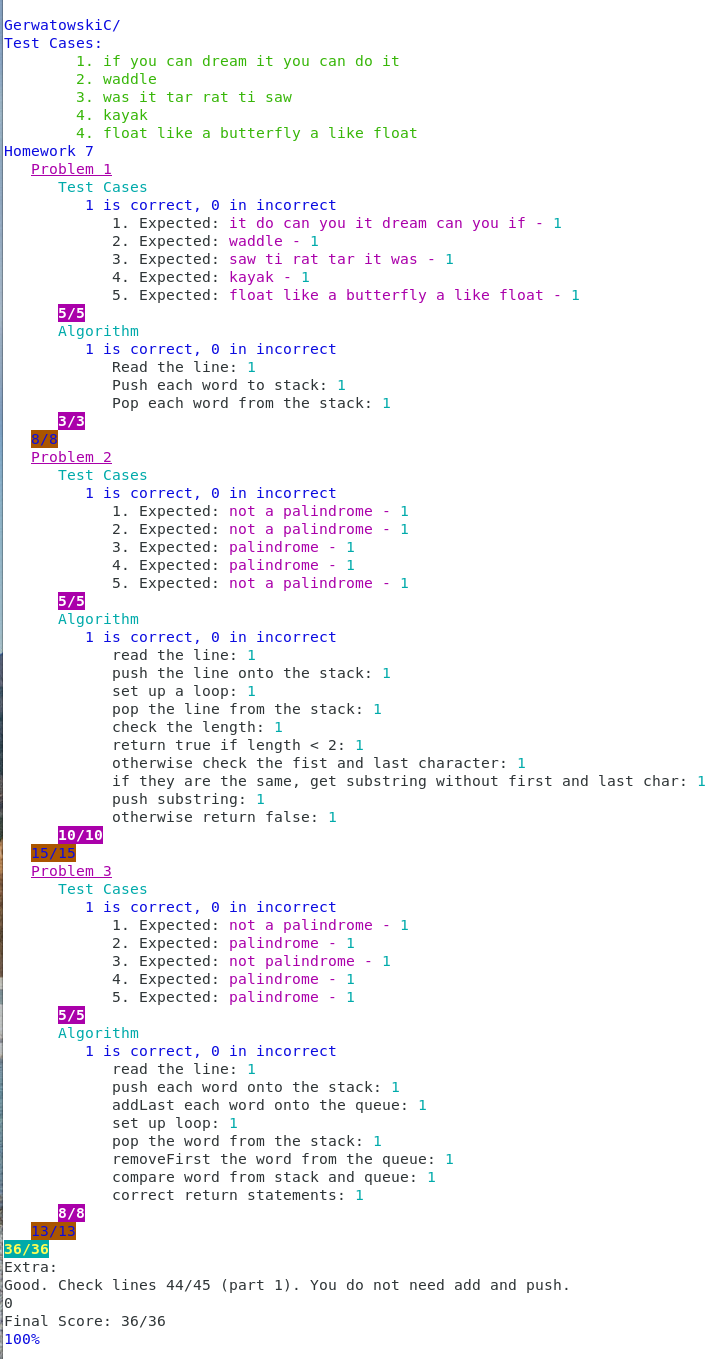 GerwatowskiC/
Test Cases:
1. if you can dream it you can do it
2. waddle
3. was it tar rat ti saw
4. kayak
4. float like a butterfly a like float
Homework 7
Problem 1
Test Cases
1 is correct, 0 in incorrect
1. Expected: it do can you it dream can you if - 1
2. Expected: waddle - 1
3. Expected: saw ti rat tar it was - 1
4. Expected: kayak - 1
5. Expected: float like a butterfly a like float - 1
5/5
Algorithm
1 is correct, 0 in incorrect
Read the line: 1
Push each word to stack: 1
Pop each word from the stack: 1
3/3
8/8
Problem 2
Test Cases
1 is correct, 0 in incorrect
1. Expected: not a palindrome - 1
2. Expected: not a palindrome - 1
3. Expected: palindrome - 1
4. Expected: palindrome - 1
5. Expected: not a palindrome - 1
5/5
Algorithm
1 is correct, 0 in incorrect
read the line: 1
push the line onto the stack: 1
set up a loop: 1
pop the line from the stack: 1
check the length: 1
return true if length < 2: 1
otherwise check the fist and last character: 1
if they are the same, get substring without first and last char: 1
push substring: 1
otherwise return false: 1
10/10
15/15
Problem 3
Test Cases
1 is correct, 0 in incorrect
1. Expected: not a palindrome - 1
2. Expected: palindrome - 1
3. Expected: not palindrome - 1
4. Expected: palindrome - 1
5. Expected: palindrome - 1
5/5
Algorithm
1 is correct, 0 in incorrect
read the line: 1
push each word onto the stack: 1
addLast each word onto the queue: 1
set up loop: 1
pop the word from the stack: 1
removeFirst the word from the queue: 1
compare word from stack and queue: 1
correct return statements: 1
8/8
13/13
36/36
Extra:
Good. Check lines 44/45 (part 1). You do not need add and push.
0
Final Score: 36/36
100%